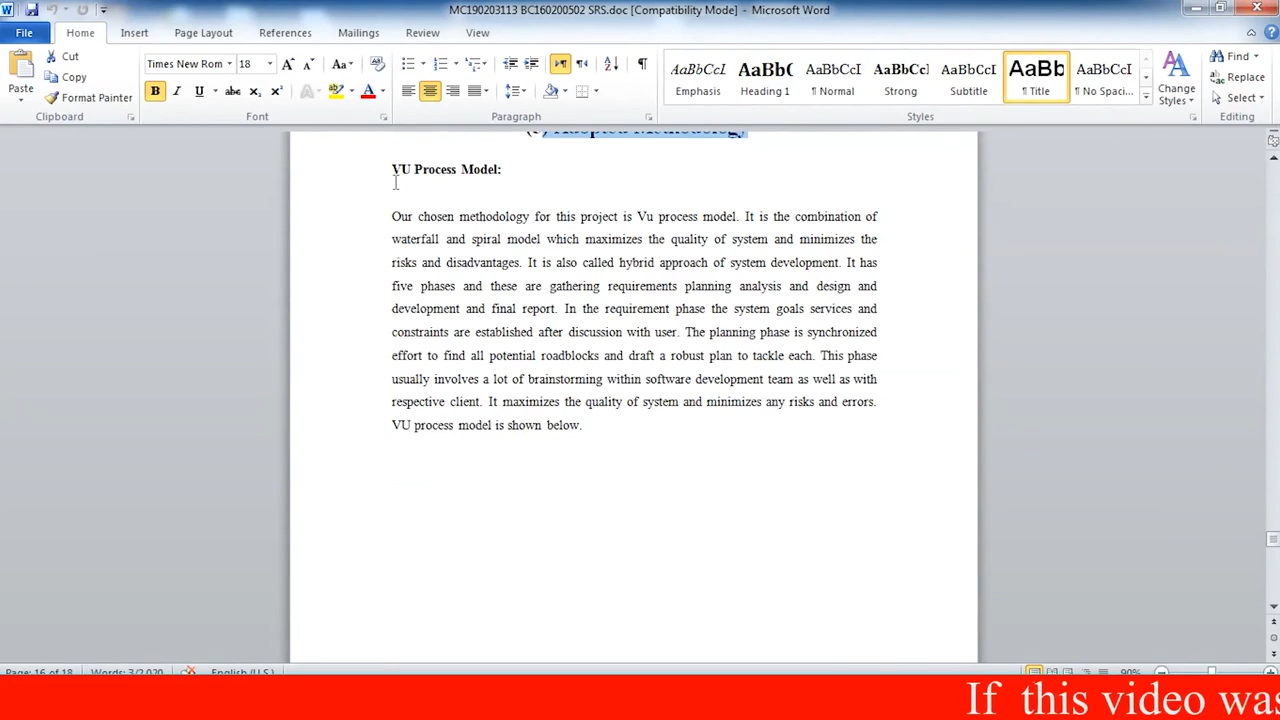 MC190203113 BC160200502 SRS.doc [Compatibility Mode] - Microsoft Word
File Home Insert Page Layout References Mailings Review View
Paste
Cut
Copy
Format Painter
Clipboard
Times New Rom 18
Font
Paragraph
AaBbCcI AaBb( AaBbCcI AaBbCcI AaBbCcI AaBb AaBbCcI
Emphasis Heading 1 ¶ Normal Strong Subtitle ¶ Title ¶ No Spaci...
Change
Styles
Styles
Find
Replace
Select
Editing
Adopted Methodology
VU Process Model:
Our chosen methodology for this project is Vu process model. It is the combination of
waterfall and spiral model which maximizes the quality of system and minimizes the
risks and disadvantages. It is also called hybrid approach of system development. It has
five phases and these are gathering requirements planning analysis and design and
development and final report. In the requirement phase the system goals services and
constraints are established after discussion with user. The planning phase is synchronized
effort to find all potential roadblocks and draft a robust plan to tackle each. This phase
usually involves a lot of brainstorming within software development team as well as with
respective client. It maximizes the quality of system and minimizes any risks and errors.
VU process model is shown below.
Page: 16 of 18 Words: 3/2,020 English (U.S.) 90%
If this video was